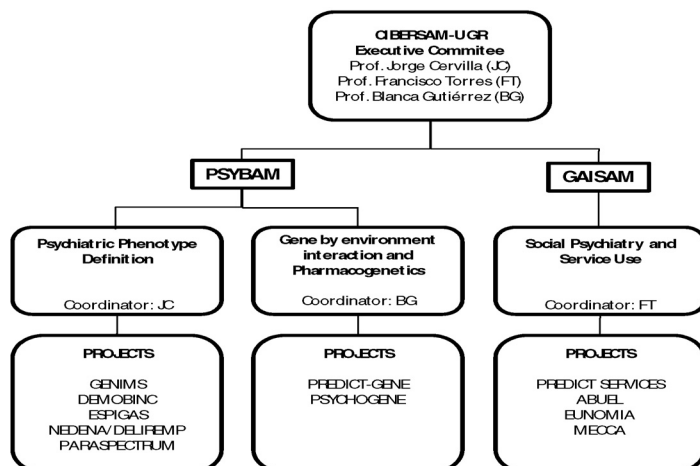 CIBERSAM-UGR
Executive Commitee
Prof. Jorge Cervilla (JC)
Prof. Francisco Torres (FT)
Prof. Blanca Gutiérrez (BG)
PSYBAM
GAISAM
Psychiatric Phenotype
Definition
Coordinator: JC
Gene by environment
interaction and
Pharmacogenetics
Coordinator: BG
Social Psychiatry and
Service Use
Coordinator: FT
PROJECTS
GENIMS
DEMOBINC
ESPIGAS
NEDENA/DELIREMP
PARASPECTRUM
PROJECTS
PREDICT-GENE
PSYCHOGENE
PROJECTS
PREDICT SERVICES
ABUEL
EUNOMIA
MECCA